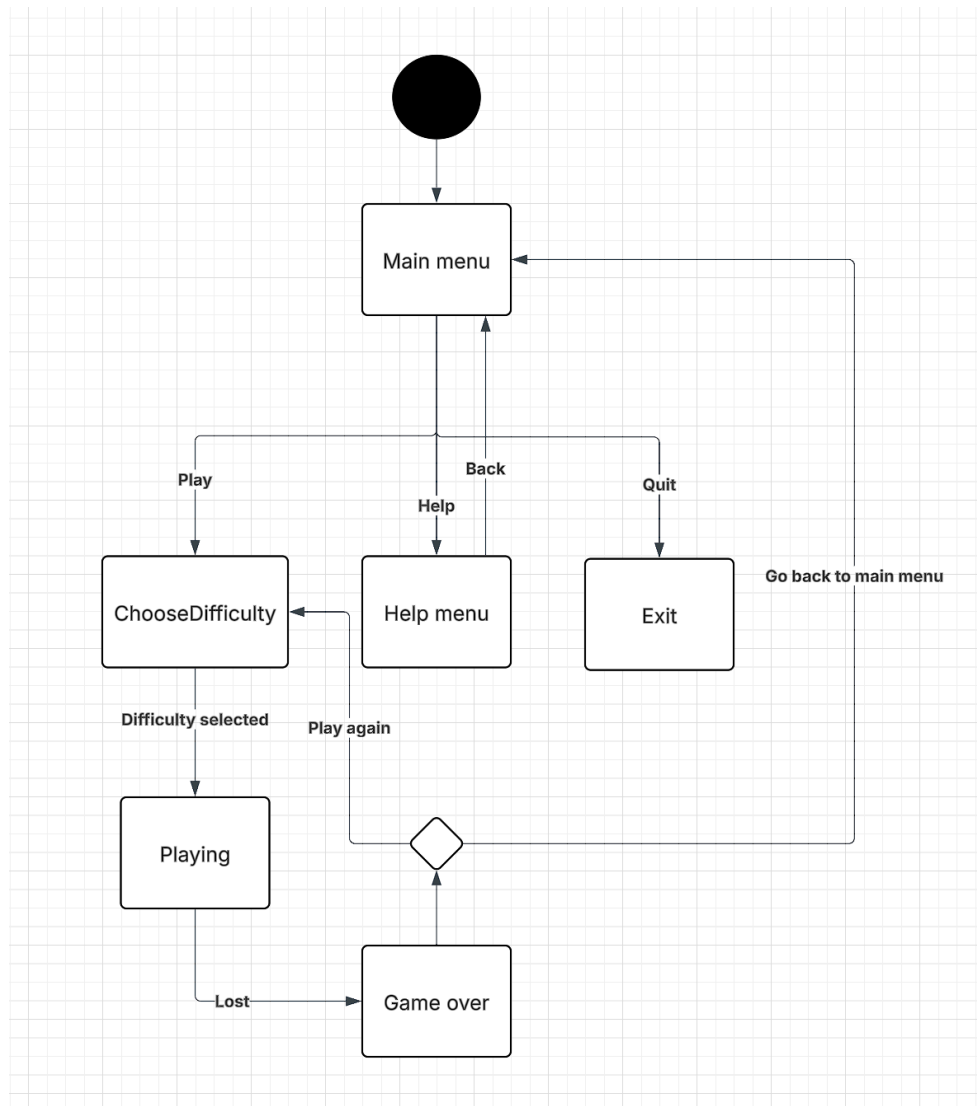 Main menu
Play
Back
Help
Quit
ChooseDifficulty
Help menu
Exit
Go back to main menu
Difficulty selected
Play again
Playing
Lost
Game over